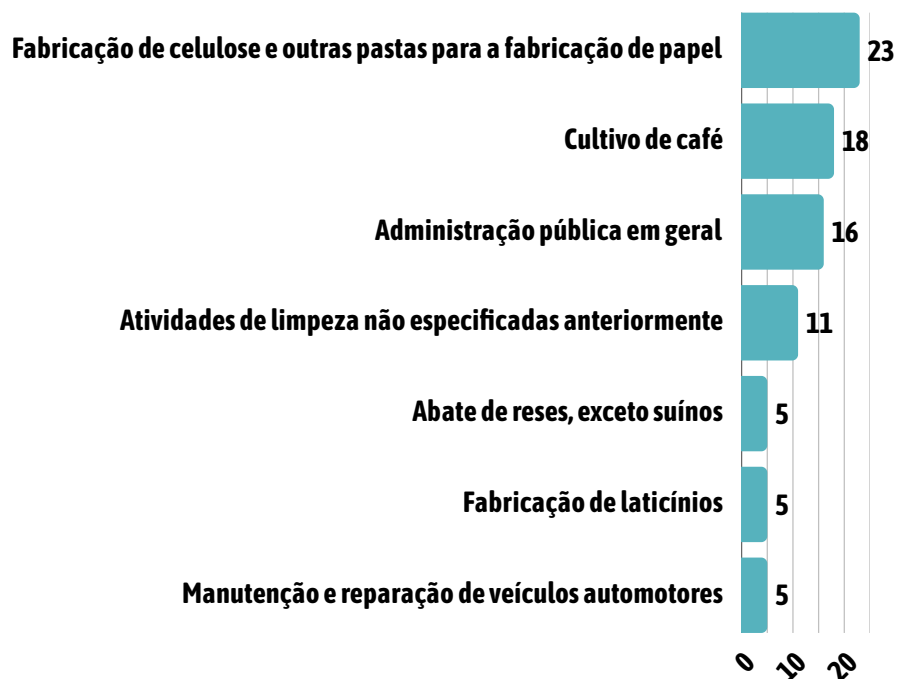 Fabricação de celulose e outras pastas para a fabricação de papel 23
Cultivo de café 18
Administração pública em geral 16
Atividades de limpeza não especificadas anteriormente 11
Abate de reses, exceto suínos 5
Fabricação de laticínios 5
Manutenção e reparação de veículos automotores 5
0 10 20